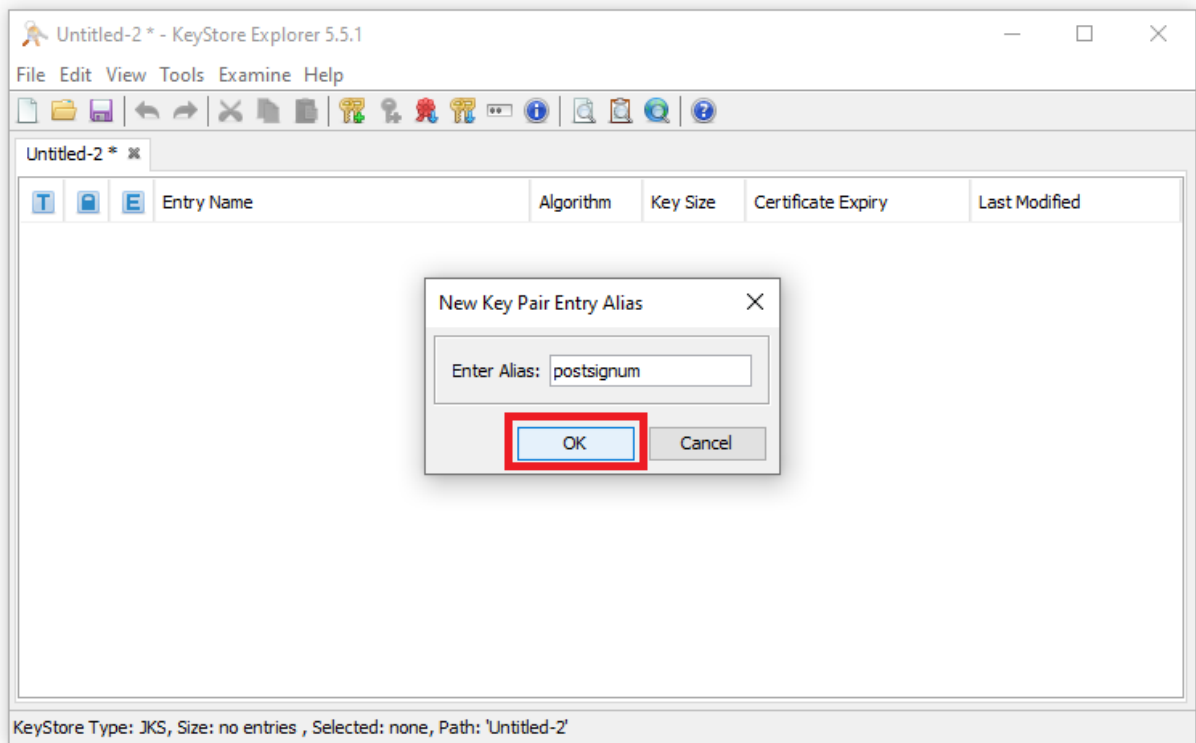 Untitled-2 * - KeyStore Explorer 5.5.1
File Edit View Tools Examine Help
Untitled-2 *
T E Entry Name Algorithm Key Size Certificate Expiry Last Modified
New Key Pair Entry Alias
Enter Alias: postsignum
OK Cancel
KeyStore Type: JKS, Size: no entries , Selected: none, Path: 'Untitled-2'